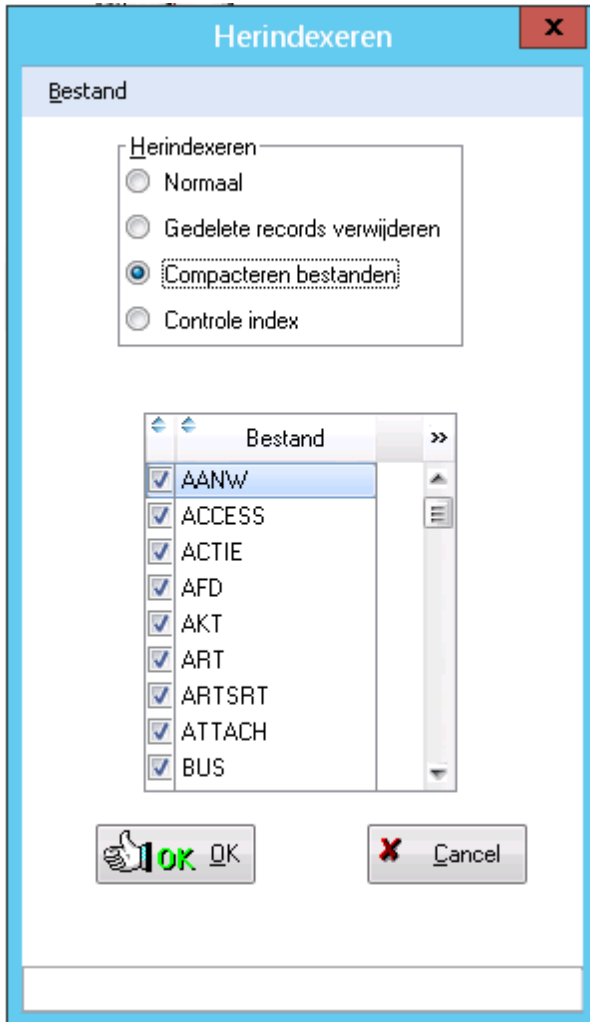 Herindexeren
x
Bestand
Herindexeren
Normaal
Gedelete records verwijderen
Compacteren bestanden
Controle index
Bestand »
AANW
ACCESS
ACTIE
AFD
AKT
ART
ARTSRT
ATTACH
BUS
OK OK
Cancel